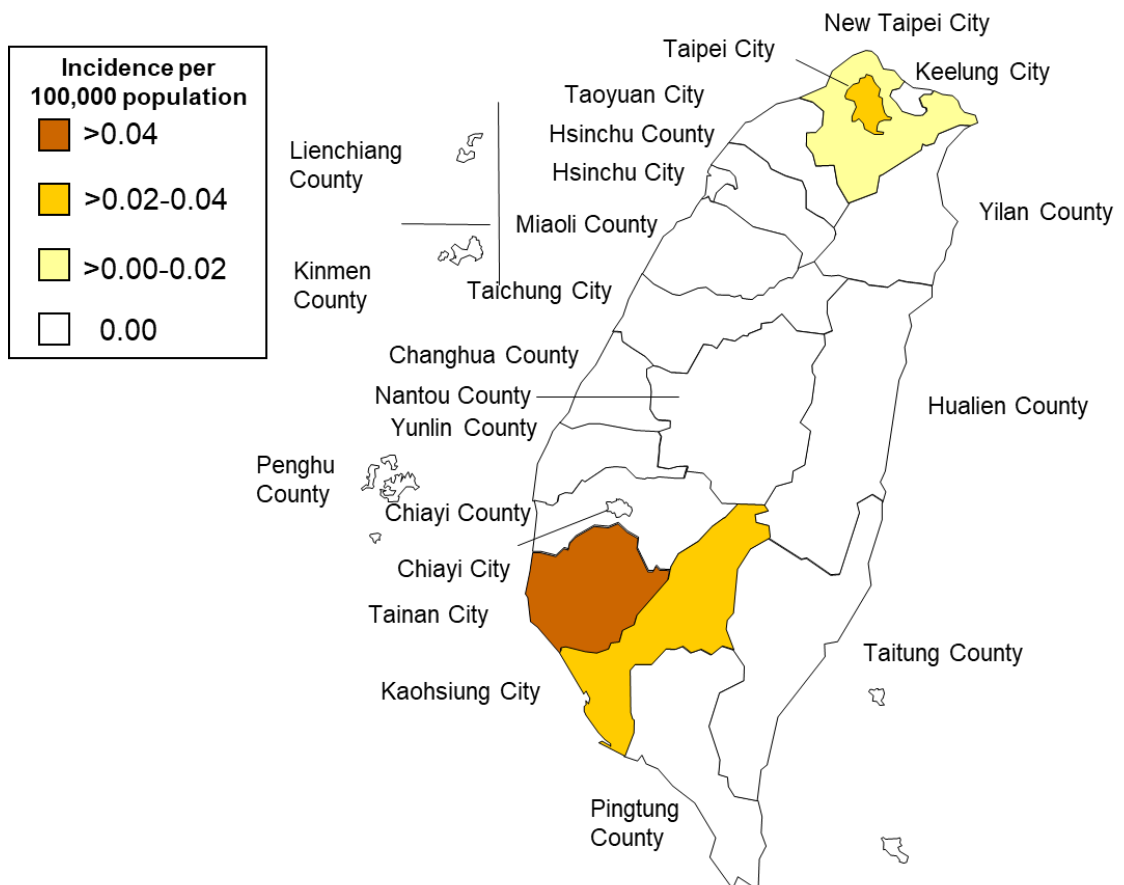 Incidence per
100,000 population
>0.04
>0.02-0.04
>0.00-0.02
0.00
New Taipei City
Taipei City
Keelung City
Taoyuan City
Hsinchu County
Lienchiang
County
Hsinchu City
Yilan County
Miaoli County
Kinmen
County
Taichung City
Changhua County
Nantou County
Hualien County
Yunlin County
Penghu
County
Chiayi County
Chiayi City
Tainan City
Taitung County
Kaohsiung City
Pingtung
County